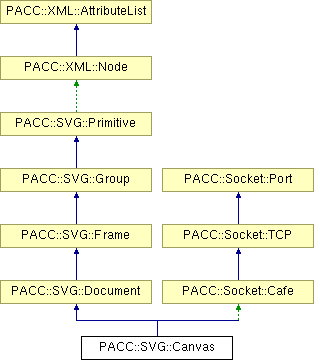 PACC::XML::AttributeList
PACC::XML::Node
PACC::SVG::Primitive
PACC::SVG::Group
PACC::Socket::Port
PACC::SVG::Frame
PACC::Socket::TCP
PACC::SVG::Document
PACC::Socket::Cafe
PACC::SVG::Canvas